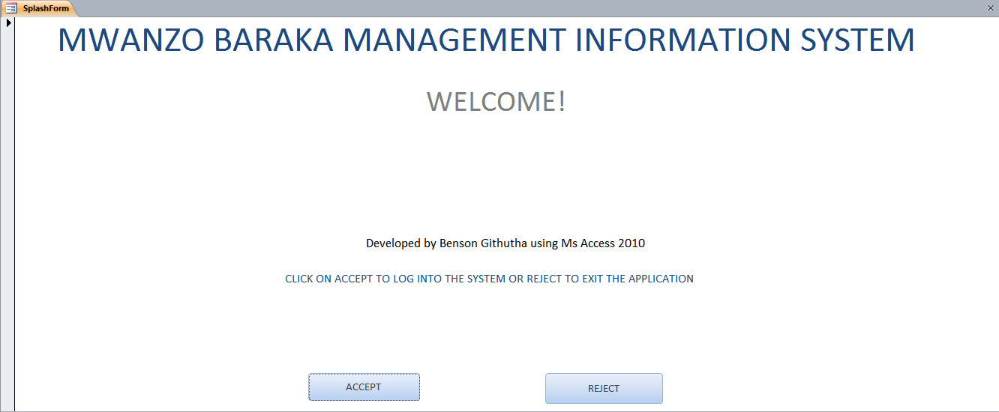 SplashForm
MWANZO BARAKA MANAGEMENT INFORMATION SYSTEM
WELCOME!
Developed by Benson Githutha using Ms Access 2010
CLICK ON ACCEPT TO LOG INTO THE SYSTEM OR REJECT TO EXIT THE APPLICATION
ACCEPT
REJECT